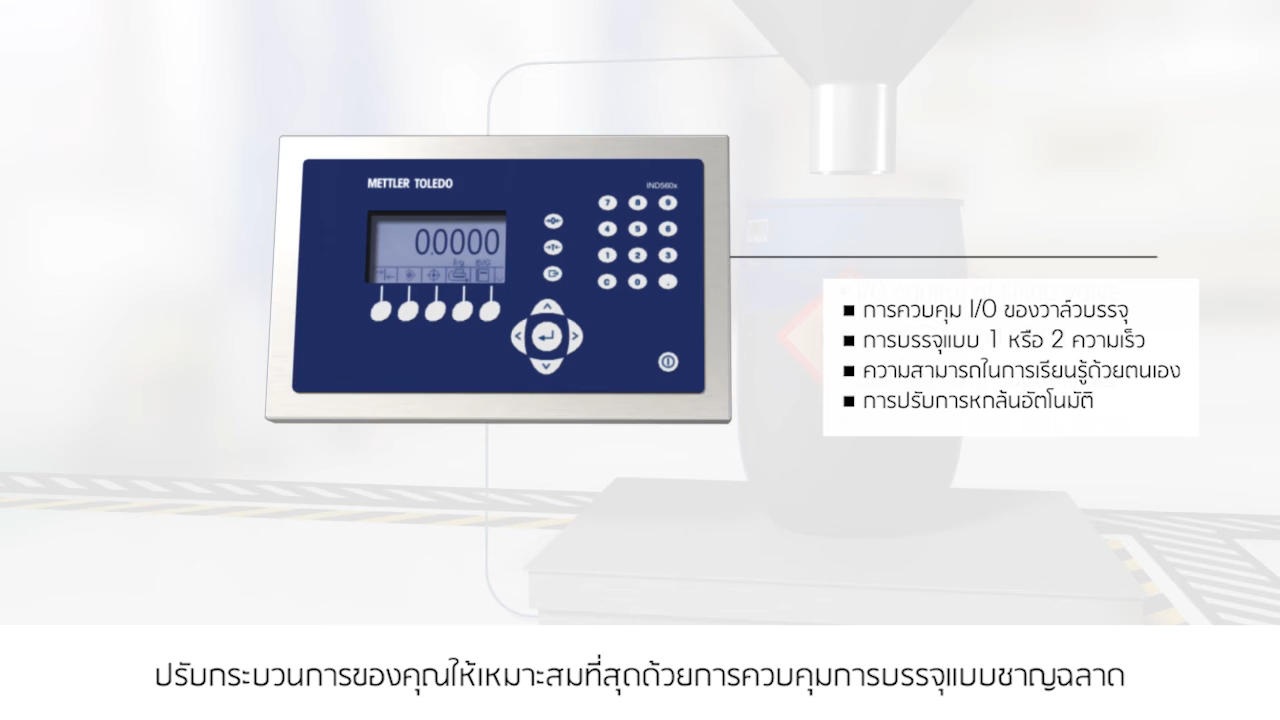 METTLER TOLEDO
IND560x
7 8 9
4 5 6
1 2 3
C 0 .
0.0000
kg
■ การควบคุม I/O ของวาล์วบรรจุ
■ การบรรจุแบบ 1 หรือ 2 ความเร็ว
■ ความสามารถในการเรียนรู้ด้วยตนเอง
■ การปรับการหกล้นอัตโนมัติ
ปรับกระบวนการของคุณให้เหมาะสมที่สุดด้วยการควบคุมการบรรจุแบบชาญฉลาด